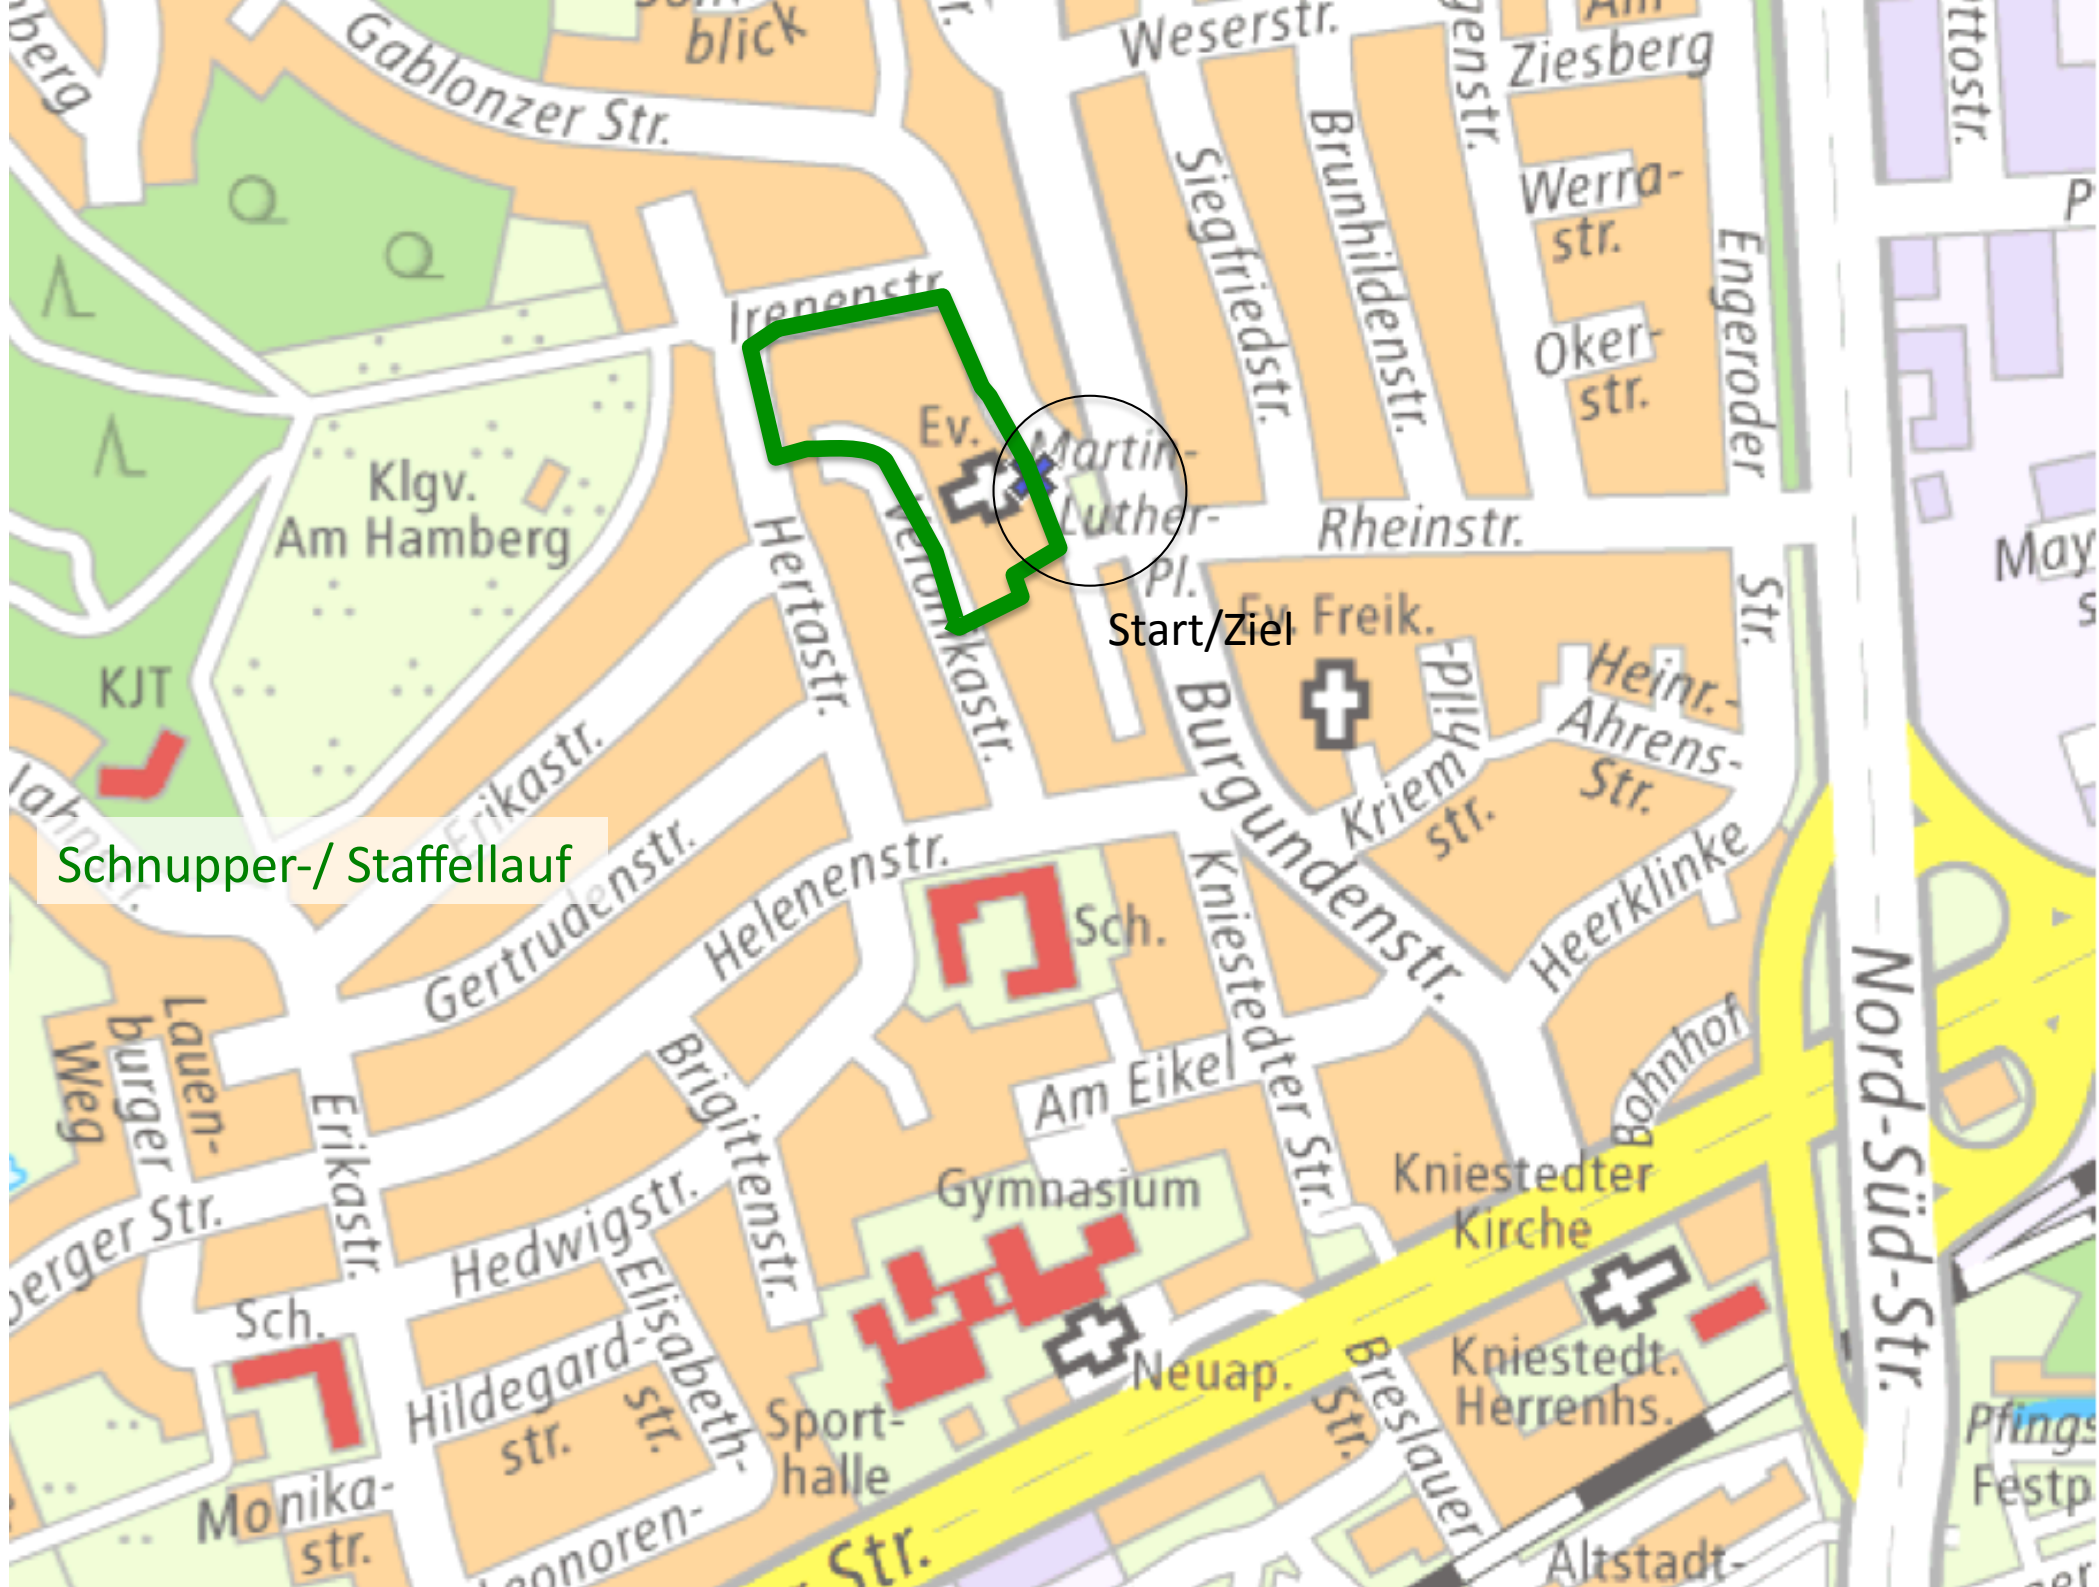 blick
Gablonzer Str.
Weserstr.
Am
Ziesberg
Siegfriedstr.
Brunhildenstr.
Werra-
str.
Oker-
str.
Engeroder
Str.
Irenenstr.
Ev.
Martin-
Luther-
Pl.
Rheinstr.
Klgv.
Am Hamberg
Hertastr.
Veronikastr.
Start/Ziel
Ev. Freik.
KJT
Schnupper-/ Staffellauf
Erikastr.
Gertrudenstr.
Helenenstr.
Sch.
Burgundenstr.
Kriem
hild-
str.
Heinr.-
Ahrens-
Str.
Heerklinke
Kniestedter Str.
Am Eikel
Bohnhof
Nord-Süd-Str.
Lauen-
burger
Weg
Erikastr.
Brigittenstr.
Gymnasium
Kniestedter
Kirche
Hedwigstr.
Elisabeth-
str.
Sch.
Hildegard-
str.
Sport-
halle
Neuap.
Breslauer
Str.
Kniestedt.
Herrenhs.
Monika-
str.
Str.
Altstadt-